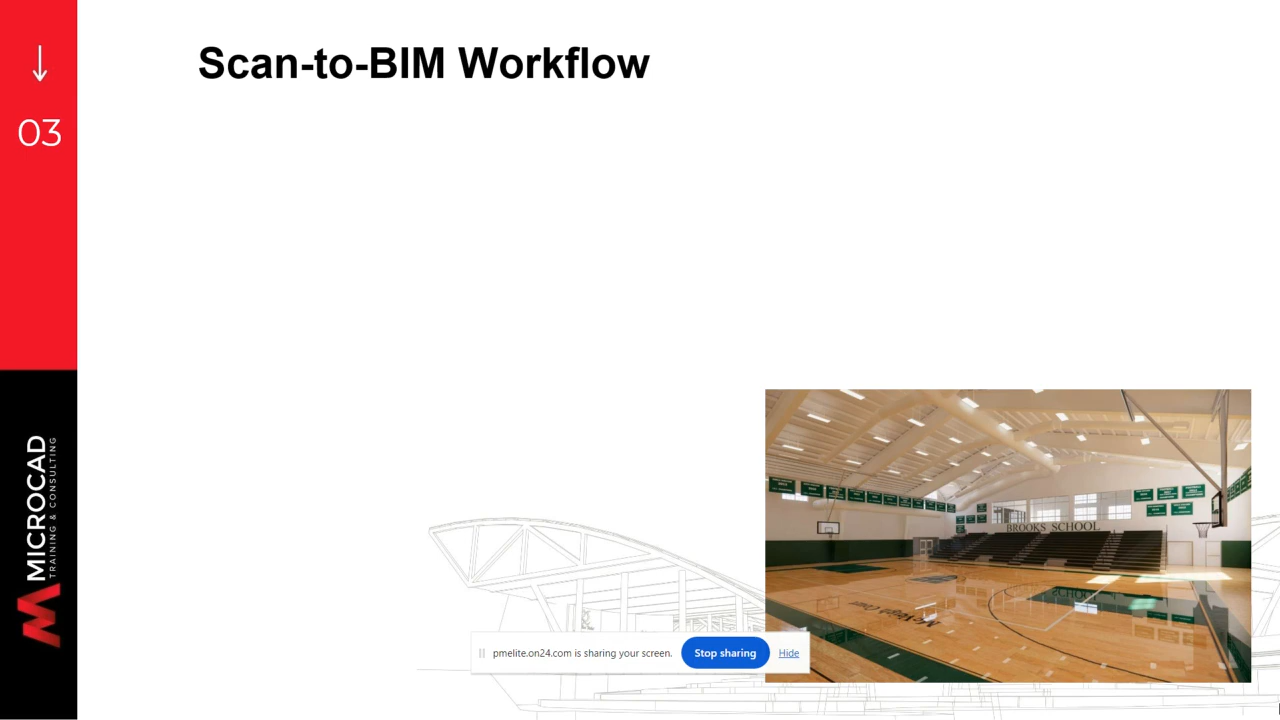 Scan-to-BIM Workflow
03
MICROCAD
TRAINING & CONSULTING
BROOKS SCHOOL
pmelite.on24.com is sharing your screen.
Stop sharing
Hide